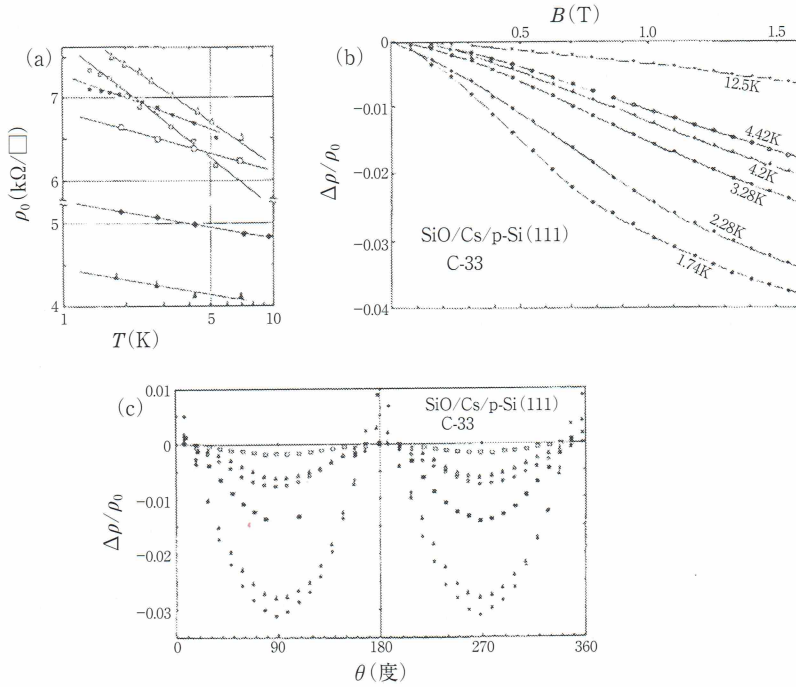 (a)
7
6
5
4
ρ₀(kΩ/□)
1
5
10
T(K)
(b)
B(T)
0.5
1.0
1.5
0
−0.01
−0.02
−0.03
−0.04
Δρ/ρ₀
12.5K
4.42K
4.2K
3.28K
2.28K
1.74K
SiO/Cs/p-Si(111)
C-33
(c)
0.01
0
−0.01
−0.02
−0.03
Δρ/ρ₀
SiO/Cs/p-Si(111)
C-33
0
90
180
270
360
θ(度)